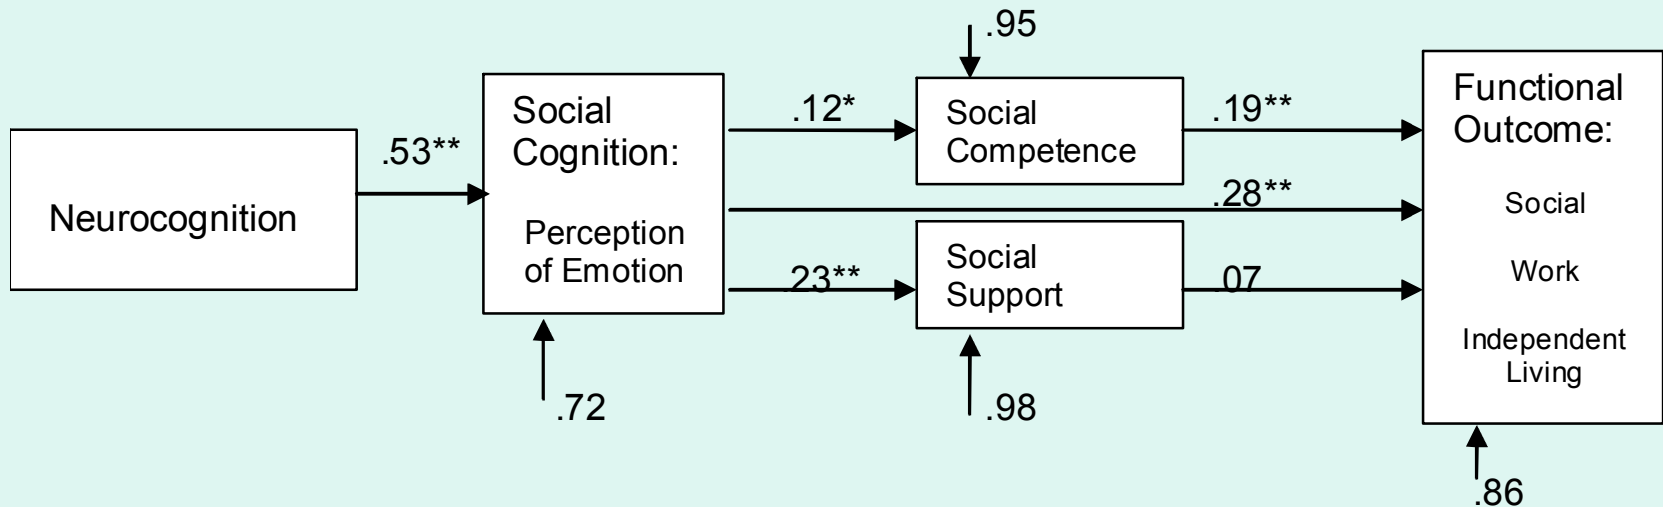 Neurocognition
.53**
Social
Cognition:
Perception
of Emotion
.72
.12*
.23**
.95
Social
Competence
.19**
.28**
Social
Support
.07
.98
Functional
Outcome:
Social
Work
Independent
Living
.86